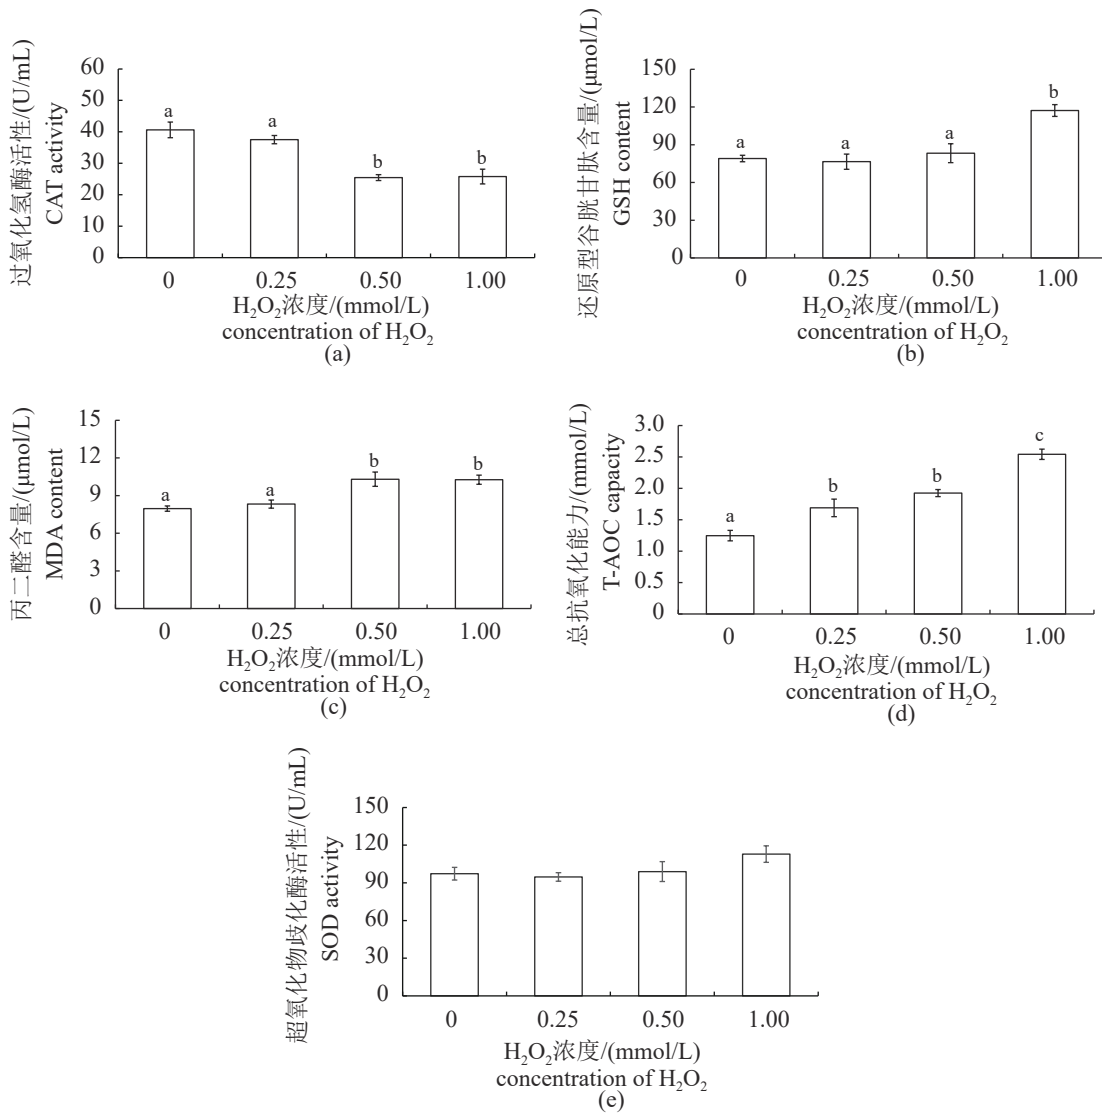 过氧化氢酶活性/(U/mL)
CAT activity
60
50
40
30
20
10
0
a
a
b
b
0
0.25
0.50
1.00
H₂O₂浓度/(mmol/L)
concentration of H₂O₂
(a)
还原型谷胱甘肽含量/(μmol/L)
GSH content
150
120
90
60
30
0
a
a
a
b
0
0.25
0.50
1.00
H₂O₂浓度/(mmol/L)
concentration of H₂O₂
(b)
丙二醛含量/(μmol/L)
MDA content
15
12
9
6
3
0
a
a
b
b
0
0.25
0.50
1.00
H₂O₂浓度/(mmol/L)
concentration of H₂O₂
(c)
总抗氧化能力/(mmol/L)
T-AOC capacity
3.0
2.5
2.0
1.5
1.0
0.5
0
a
b
b
c
0
0.25
0.50
1.00
H₂O₂浓度/(mmol/L)
concentration of H₂O₂
(d)
超氧化物歧化酶活性/(U/mL)
SOD activity
150
120
90
60
30
0
0
0.25
0.50
1.00
H₂O₂浓度/(mmol/L)
concentration of H₂O₂
(e)